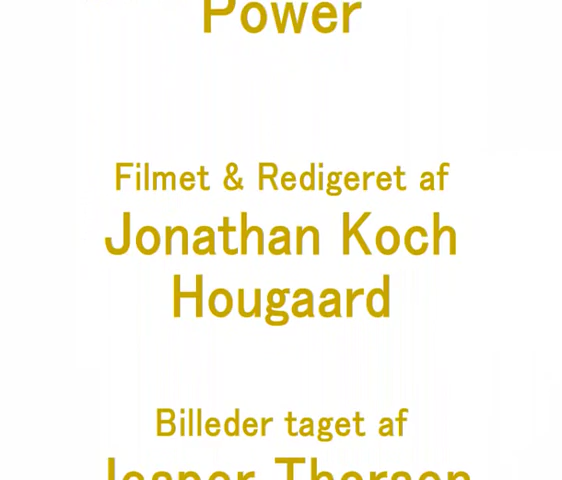 Power
Filmet & Redigeret af
Jonathan Koch
Hougaard
Billeder taget af